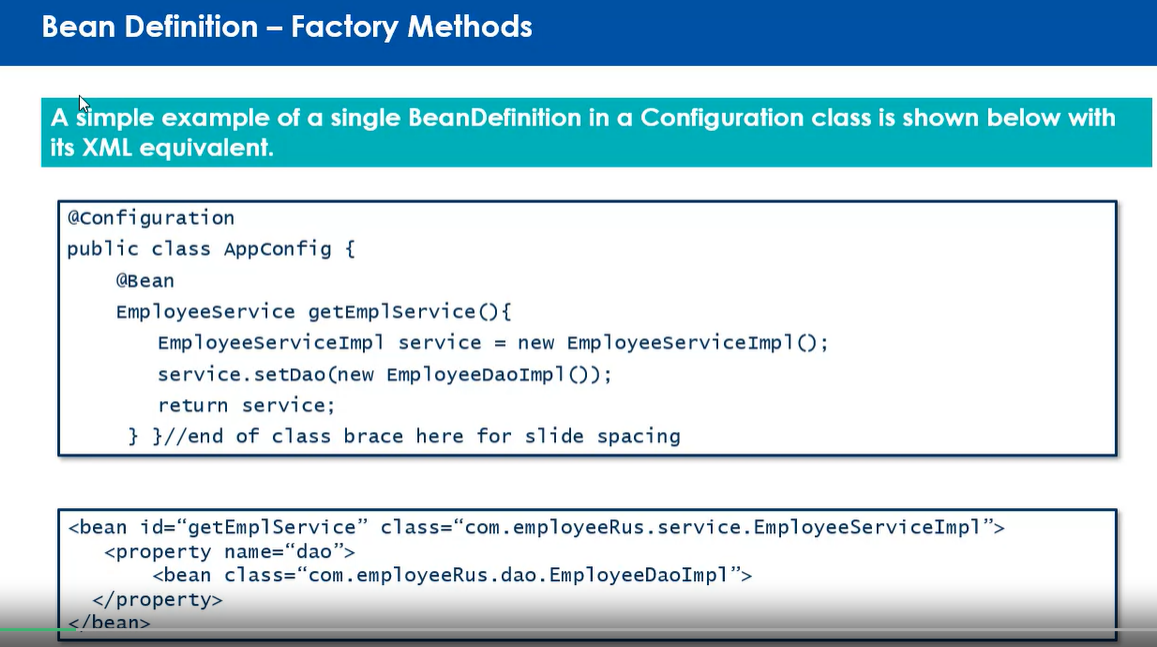 Bean Definition – Factory Methods
A simple example of a single BeanDefinition in a Configuration class is shown below with
its XML equivalent.
@Configuration
public class AppConfig {
@Bean
EmployeeService getEmplService(){
EmployeeServiceImpl service = new EmployeeServiceImpl();
service.setDao(new EmployeeDaoImpl());
return service;
} }//end of class brace here for slide spacing
<bean id=“getEmplService” class=“com.employeeRus.service.EmployeeServiceImpl”>
<property name=“dao”>
<bean class=“com.employeeRus.dao.EmployeeDaoImpl”>
</property>
</bean>